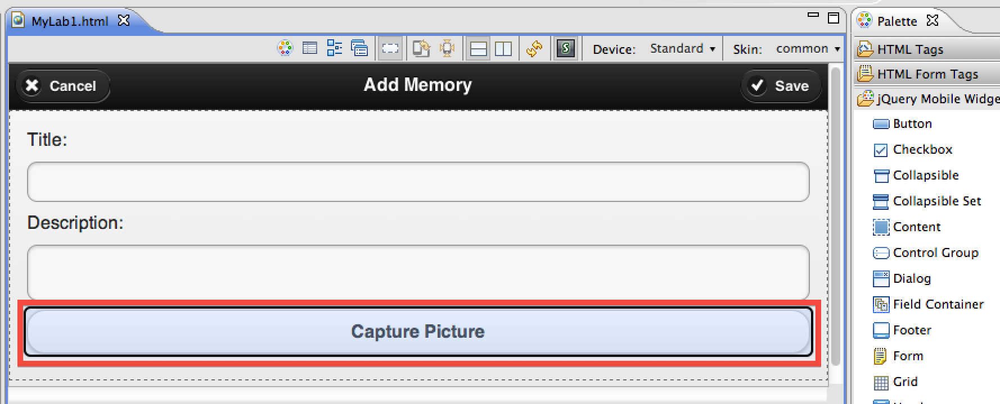 MyLab1.html
Palette
Device: Standard
Skin: common
HTML Tags
HTML Form Tags
jQuery Mobile Widge
Cancel
Add Memory
Save
Title:
Description:
Capture Picture
Button
Checkbox
Collapsible
Collapsible Set
Content
Control Group
Dialog
Field Container
Footer
Form
Grid